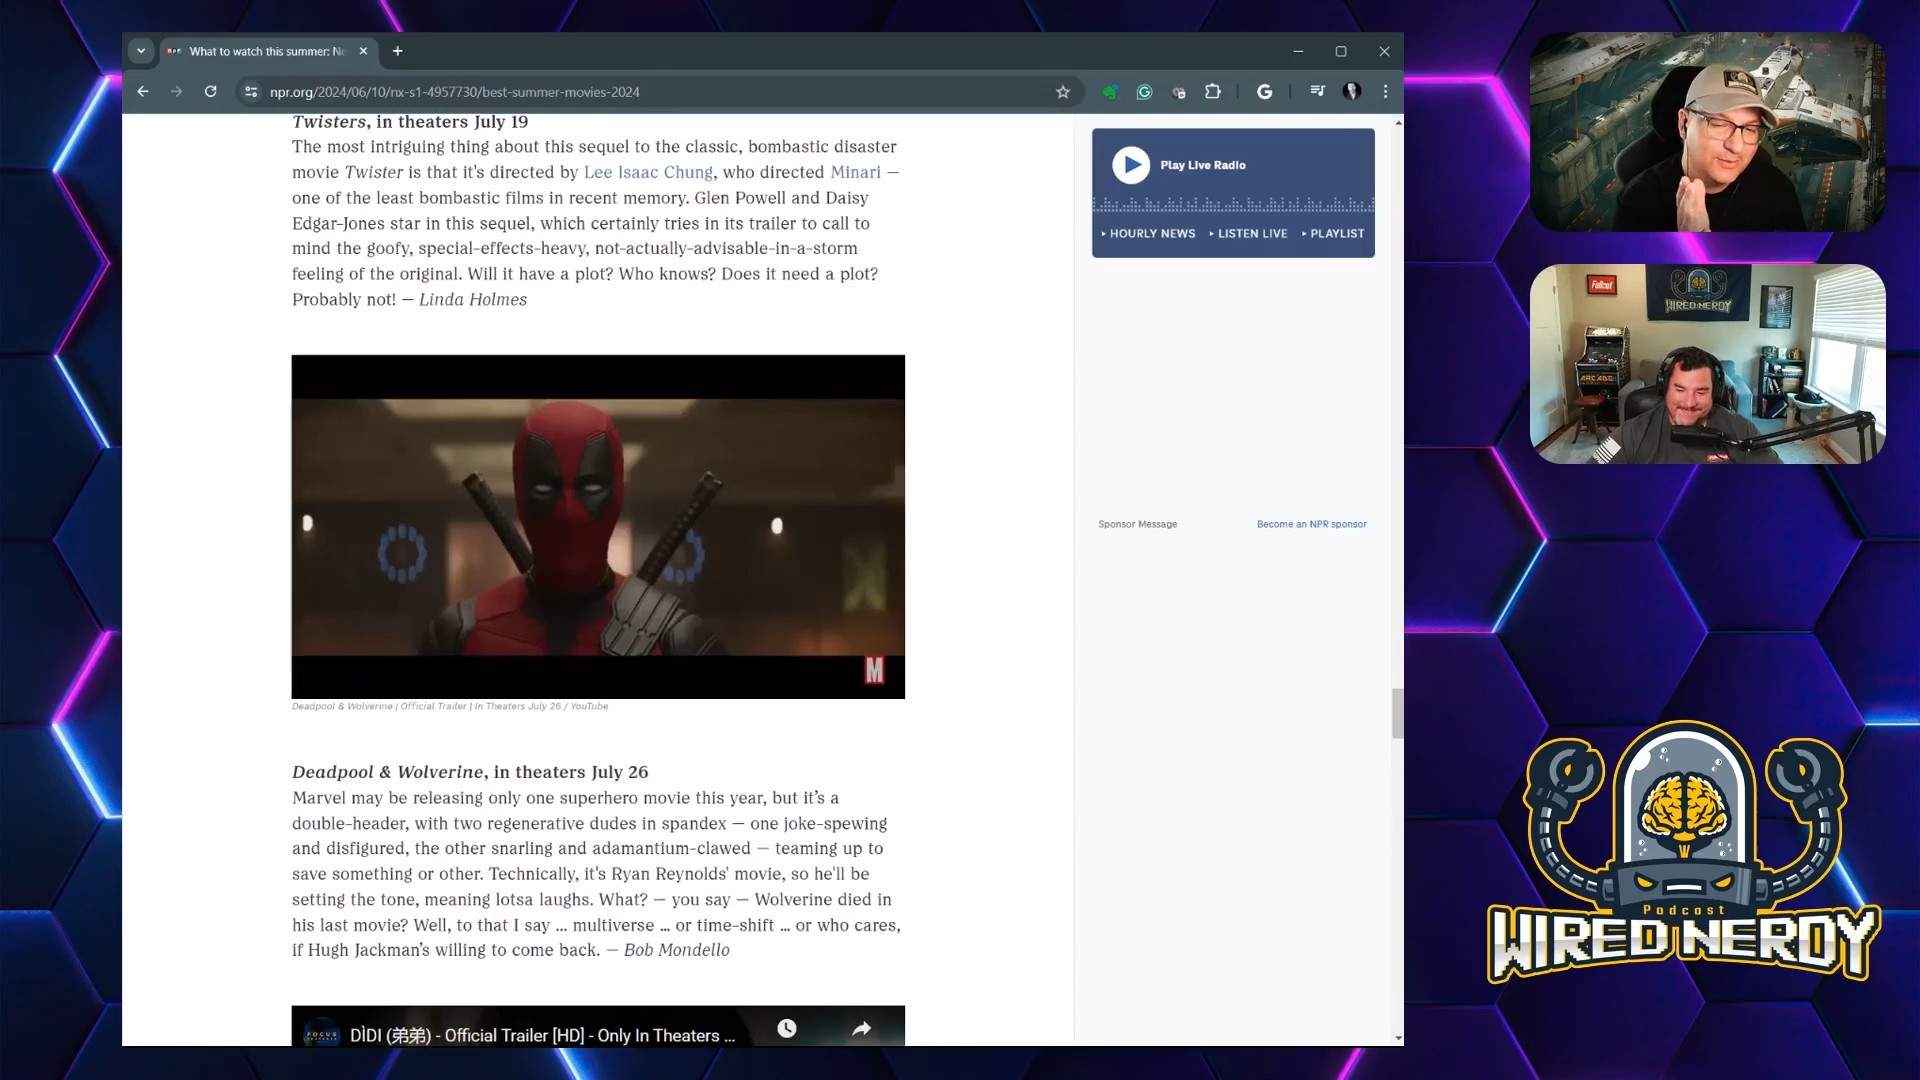 What to watch this summer: Ne
npr.org/2024/06/10/nx-s1-4957730/best-summer-movies-2024
Twisters, in theaters July 19
The most intriguing thing about this sequel to the classic, bombastic disaster
movie Twister is that it's directed by Lee Isaac Chung, who directed Minari —
one of the least bombastic films in recent memory. Glen Powell and Daisy
Edgar-Jones star in this sequel, which certainly tries in its trailer to call to
mind the goofy, special-effects-heavy, not-actually-advisable-in-a-storm
feeling of the original. Will it have a plot? Who knows? Does it need a plot?
Probably not! — Linda Holmes
M
Deadpool & Wolverine | Official Trailer | In Theaters July 26 / YouTube
Deadpool & Wolverine, in theaters July 26
Marvel may be releasing only one superhero movie this year, but it’s a
double-header, with two regenerative dudes in spandex — one joke-spewing
and disfigured, the other snarling and adamantium-clawed — teaming up to
save something or other. Technically, it's Ryan Reynolds' movie, so he'll be
setting the tone, meaning lotsa laughs. What? — you say — Wolverine died in
his last movie? Well, to that I say ... multiverse ... or time-shift ... or who cares,
if Hugh Jackman’s willing to come back. — Bob Mondello
FOCUS
DÌDI (弟弟) - Official Trailer [HD] - Only In Theaters ...
Play Live Radio
HOURLY NEWS
LISTEN LIVE
PLAYLIST
Sponsor Message
Become an NPR sponsor
Fallout
WIRED NERDY
ARCADE
Podcast
WIRED NERDY